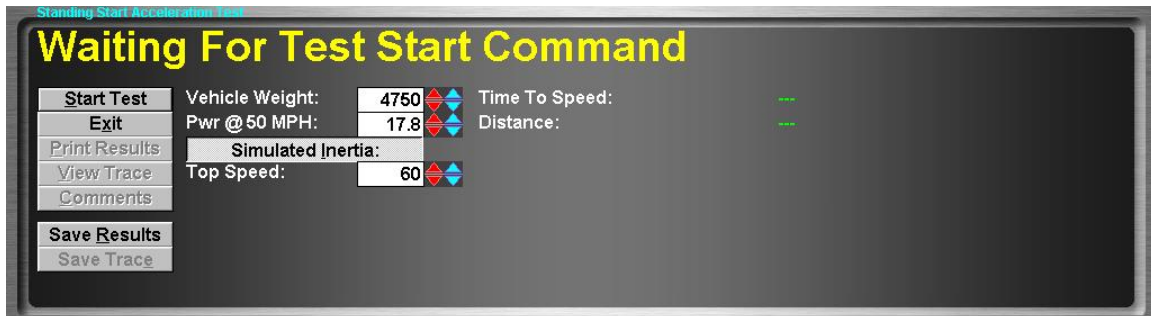 Standing Start Acceleration Test
Waiting For Test Start Command
Start Test
Exit
Print Results
View Trace
Comments
Save Results
Save Trace
Vehicle Weight: 4750
Pwr @ 50 MPH: 17.8
Simulated Inertia:
Top Speed: 60
Time To Speed: ---
Distance: ---